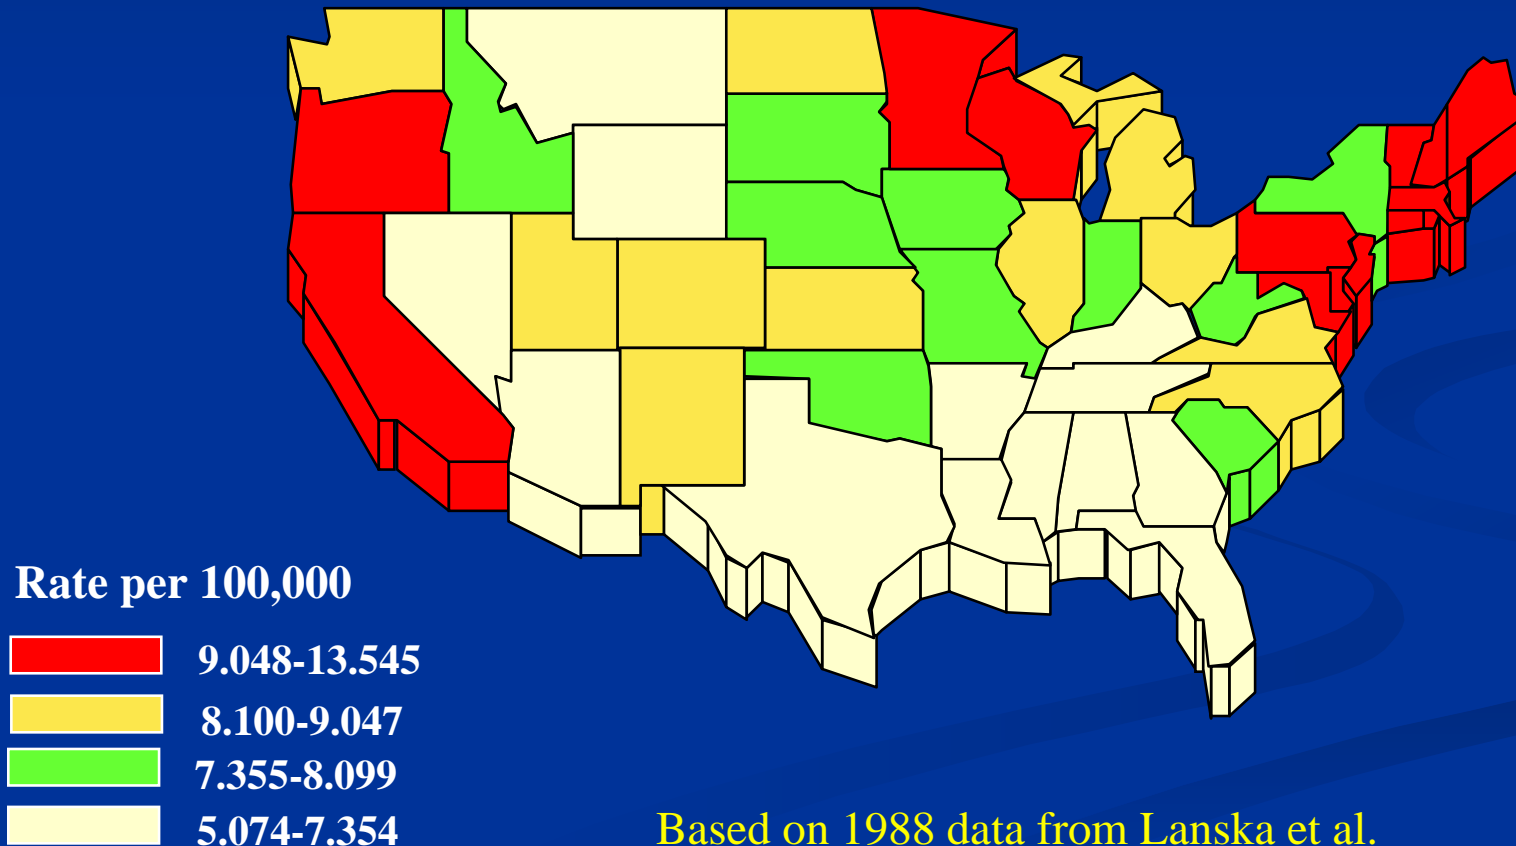 Rate per 100,000
9.048-13.545
8.100-9.047
7.355-8.099
5.074-7.354
Based on 1988 data from Lanska et al.